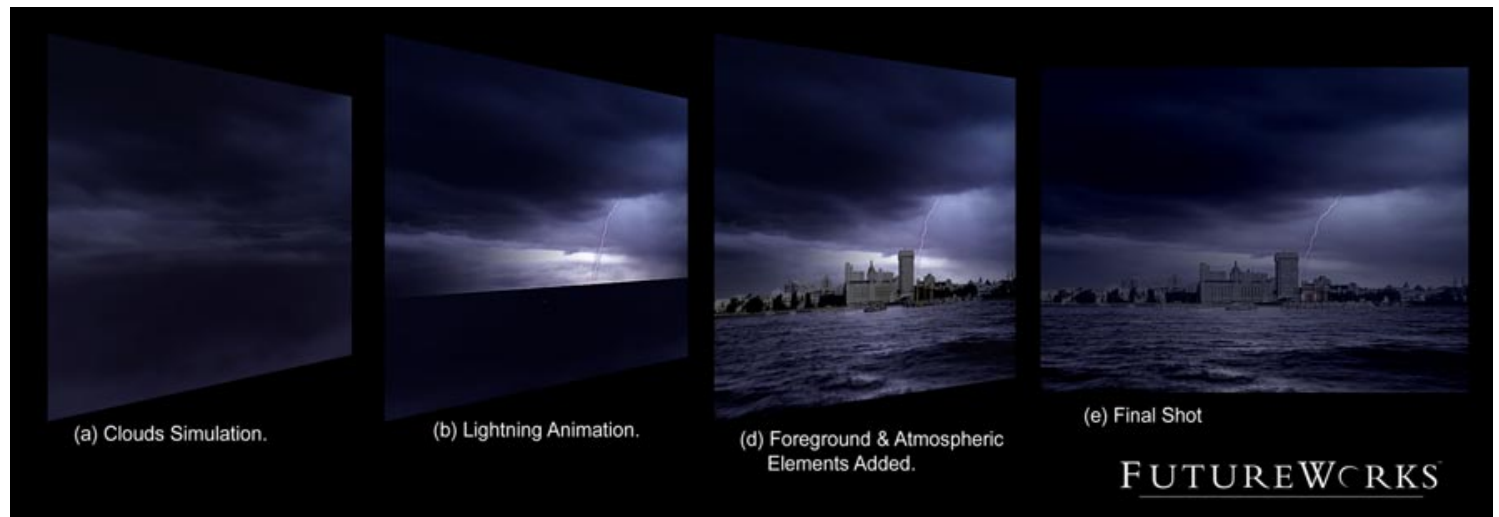 (a) Clouds Simulation.
(b) Lightning Animation.
(d) Foreground & Atmospheric
Elements Added.
(e) Final Shot
FUTUREWORKS